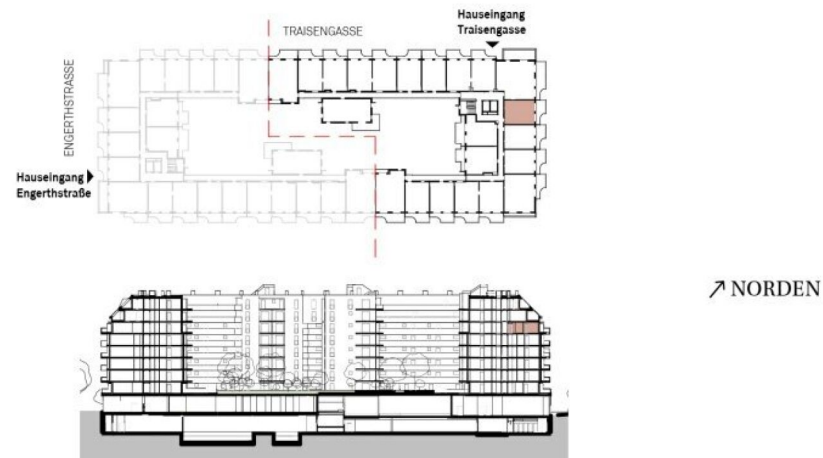 Hauseingang
Traisengasse
TRAISENGASSE
ENGERTHSTRASSE
Hauseingang
Engerthstraße
↗ NORDEN